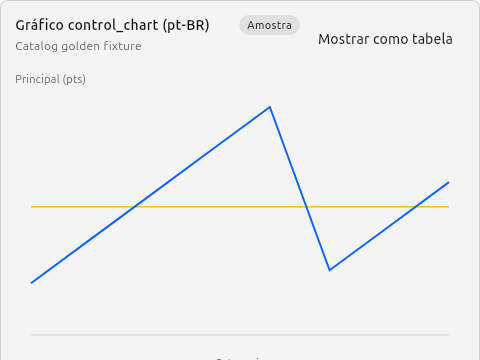 Gráfico control_chart (pt-BR)
Amostra
Catalog golden fixture
Mostrar como tabela
Principal (pts)